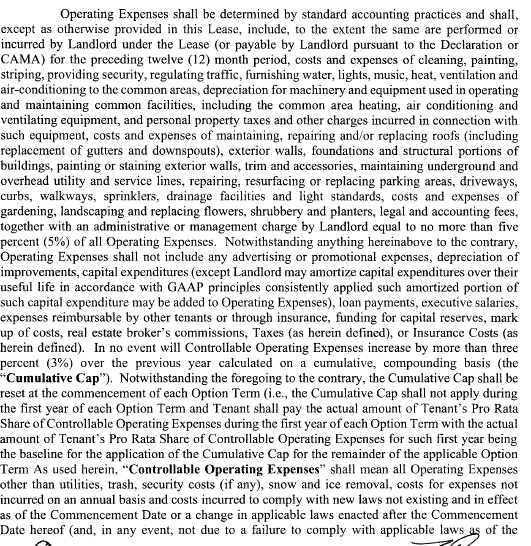 Operating Expenses shall be determined by standard accounting practices and shall,
except as otherwise provided in this Lease, include, to the extent the same are performed or
incurred by Landlord under the Lease (or payable by Landlord pursuant to the Declaration or
CAMA) for the preceding twelve (12) month period, costs and expenses of cleaning, painting,
striping, providing security, regulating traffic, furnishing water, lights, music, heat, ventilation and
air-conditioning to the common areas, depreciation for machinery and equipment used in operating
and maintaining common facilities, including the common area heating, air conditioning and
ventilating equipment, and personal property taxes and other charges incurred in connection with
such equipment, costs and expenses of maintaining, repairing and/or replacing roofs (including
replacement of gutters and downspouts), exterior walls, foundations and structural portions of
buildings, painting or staining exterior walls, trim and accessories, maintaining underground and
overhead utility and service lines, repairing, resurfacing or replacing parking areas, driveways,
curbs, walkways, sprinklers, drainage facilities and light standards, costs and expenses of
gardening, landscaping and replacing flowers, shrubbery and planters, legal and accounting fees,
together with an administrative or management charge by Landlord equal to no more than five
percent (5%) of all Operating Expenses. Notwithstanding anything hereinabove to the contrary,
Operating Expenses shall not include any advertising or promotional expenses, depreciation of
improvements, capital expenditures (except Landlord may amortize capital expenditures over their
useful life in accordance with GAAP principles consistently applied such amortized portion of
such capital expenditure may be added to Operating Expenses), loan payments, executive salaries,
expenses reimbursable by other tenants or through insurance, funding for capital reserves, mark
up of costs, real estate broker's commissions, Taxes (as herein defined), or Insurance Costs (as
herein defined). In no event will Controllable Operating Expenses increase by more than three
percent (3%) over the previous year calculated on a cumulative, compounding basis (the
“Cumulative Cap”). Notwithstanding the foregoing to the contrary, the Cumulative Cap shall be
reset at the commencement of each Option Term (i.e., the Cumulative Cap shall not apply during
the first year of each Option Term and Tenant shall pay the actual amount of Tenant's Pro Rata
Share of Controllable Operating Expenses during the first year of each Option Term with the actual
amount of Tenant's Pro Rata Share of Controllable Operating Expenses for such first year being
the baseline for the application of the Cumulative Cap for the remainder of the applicable Option
Term As used herein, “Controllable Operating Expenses” shall mean all Operating Expenses
other than utilities, trash, security costs (if any), snow and ice removal, costs for expenses not
incurred on an annual basis and costs incurred to comply with new laws not existing and in effect
as of the Commencement Date or a change in applicable laws enacted after the Commencement
Date hereof (and, in any event, not due to a failure to comply with applicable laws as of the